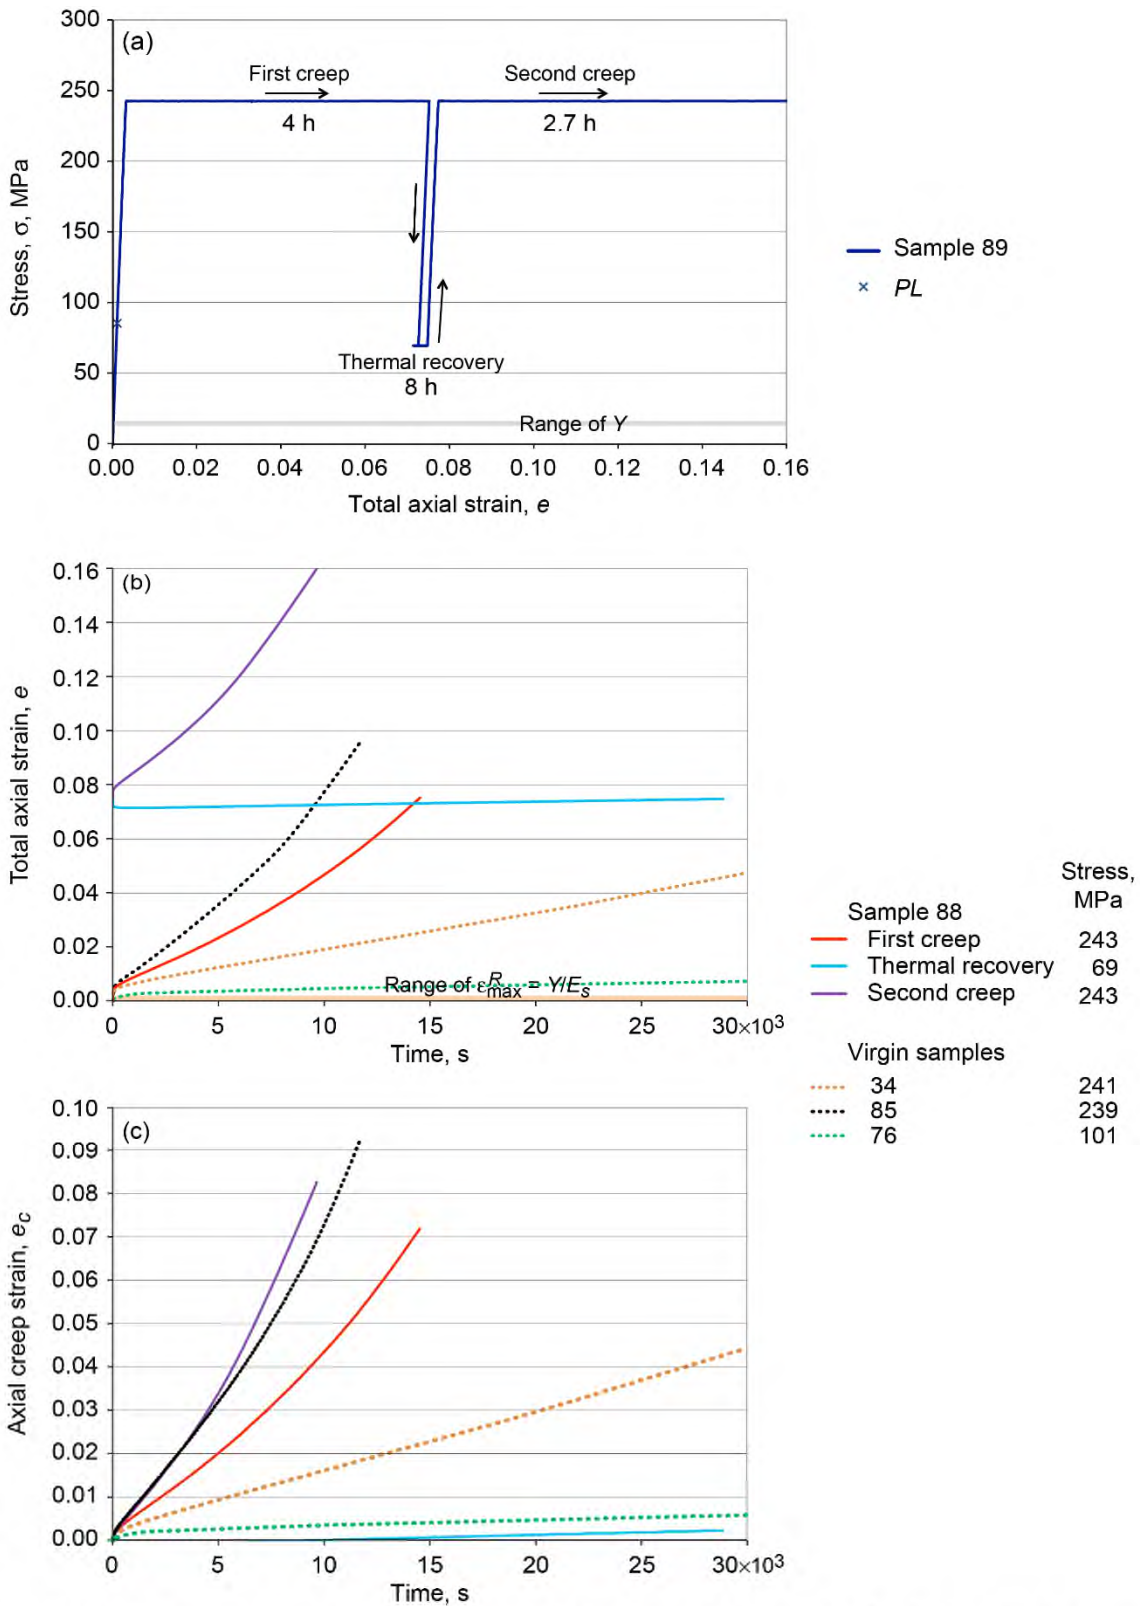 (a)
Stress, σ, MPa
300
250
200
150
100
50
0
First creep
4 h
Second creep
2.7 h
Thermal recovery
8 h
Range of Y
0.00 0.02 0.04 0.06 0.08 0.10 0.12 0.14 0.16
Total axial strain, e
Sample 89
PL
(b)
Total axial strain, e
0.16
0.14
0.12
0.10
0.08
0.06
0.04
0.02
0.00
Range of ε^R_max = Y/E_s
0 5 10 15 20 25 30×10³
Time, s
Stress,
MPa
Sample 88
First creep 243
Thermal recovery 69
Second creep 243
Virgin samples
34 241
85 239
76 101
(c)
Axial creep strain, e_c
0.10
0.09
0.08
0.07
0.06
0.05
0.04
0.03
0.02
0.01
0.00
0 5 10 15 20 25 30×10³
Time, s